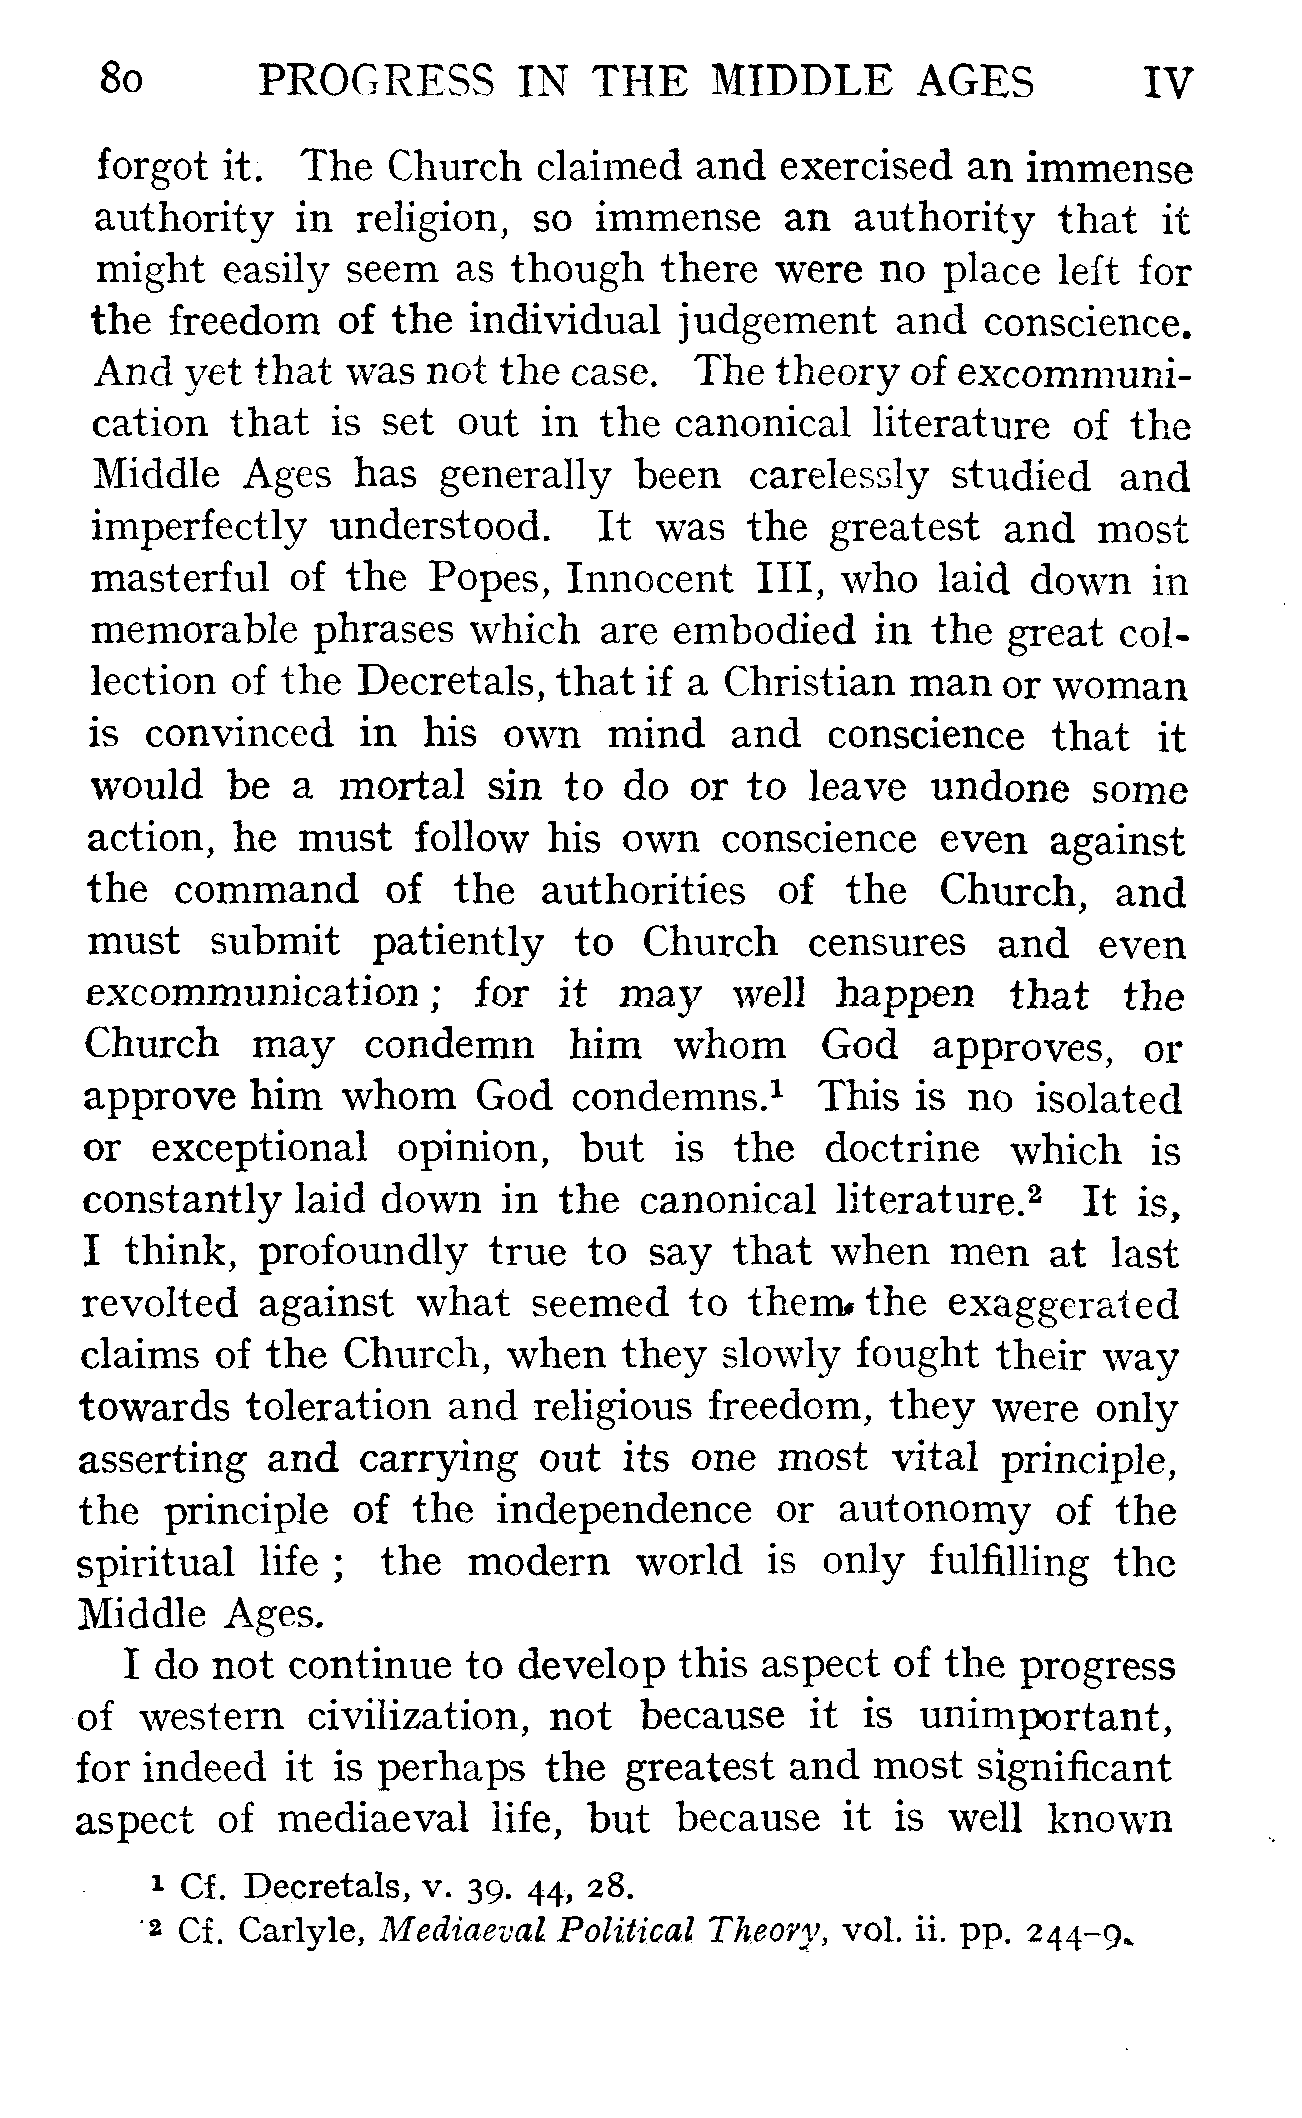 80 PROGRESS IN THE MIDDLE AGES IV
forgot it. The Church claimed and exercised an immense
authority in religion, so immense an authority that it
might easily seem as though there were no place left for
the freedom of the individual judgement and conscience.
And yet that was not the case. The theory of excommuni-
cation that is set out in the canonical literature of the
Middle Ages has generally been carelessly studied and
imperfectly understood. It was the greatest and most
masterful of the Popes, Innocent III, who laid down in
memorable phrases which are embodied in the great col-
lection of the Decretals, that if a Christian man or woman
is convinced in his own mind and conscience that it
would be a mortal sin to do or to leave undone some
action, he must follow his own conscience even against
the command of the authorities of the Church, and
must submit patiently to Church censures and even
excommunication ; for it may well happen that the
Church may condemn him whom God approves, or
approve him whom God condemns.¹ This is no isolated
or exceptional opinion, but is the doctrine which is
constantly laid down in the canonical literature.² It is,
I think, profoundly true to say that when men at last
revolted against what seemed to them the exaggerated
claims of the Church, when they slowly fought their way
towards toleration and religious freedom, they were only
asserting and carrying out its one most vital principle,
the principle of the independence or autonomy of the
spiritual life ; the modern world is only fulfilling the
Middle Ages.
I do not continue to develop this aspect of the progress
of western civilization, not because it is unimportant,
for indeed it is perhaps the greatest and most significant
aspect of mediaeval life, but because it is well known
¹ Cf. Decretals, v. 39. 44, 28.
² Cf. Carlyle, Mediaeval Political Theory, vol. ii. pp. 244–9.